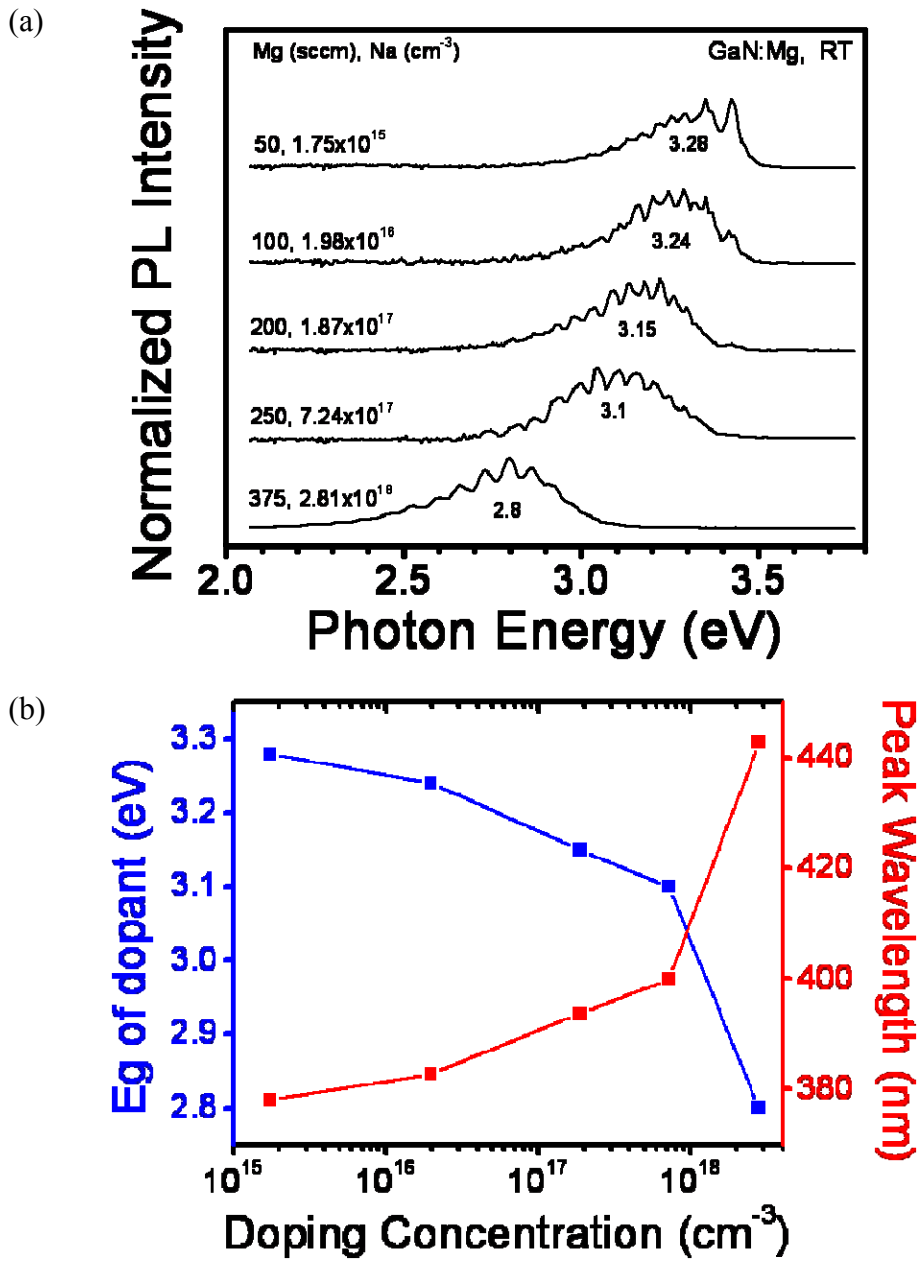 (a)
Normalized PL Intensity
Mg (sccm), Na (cm⁻³)
GaN:Mg, RT
50, 1.75x10¹⁵
3.28
100, 1.98x10¹⁶
3.24
200, 1.87x10¹⁷
3.15
250, 7.24x10¹⁷
3.1
375, 2.81x10¹⁸
2.8
2.0 2.5 3.0 3.5
Photon Energy (eV)
(b)
Eg of dopant (eV)
3.3
3.2
3.1
3.0
2.9
2.8
440
420
400
380
Peak Wavelength (nm)
10¹⁵ 10¹⁶ 10¹⁷ 10¹⁸
Doping Concentration (cm⁻³)